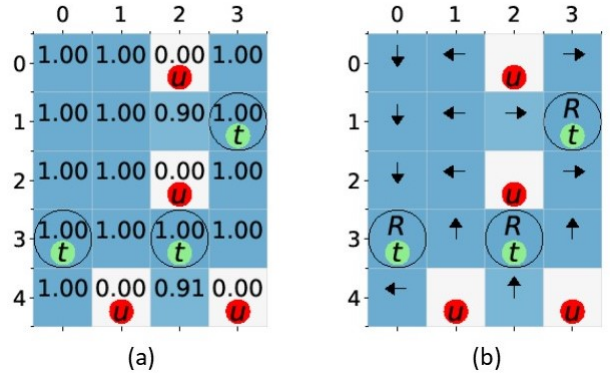 0 1 2 3 0 1 2 3
0 1.00 1.00 0.00 1.00 0
u u
1 1.00 1.00 0.90 1.00 1 R
t t
2 1.00 1.00 0.00 1.00 2
u u
3 1.00 1.00 1.00 1.00 3 R R
t t t t
4 1.00 0.00 0.91 0.00 4
u u u u
(a) (b)